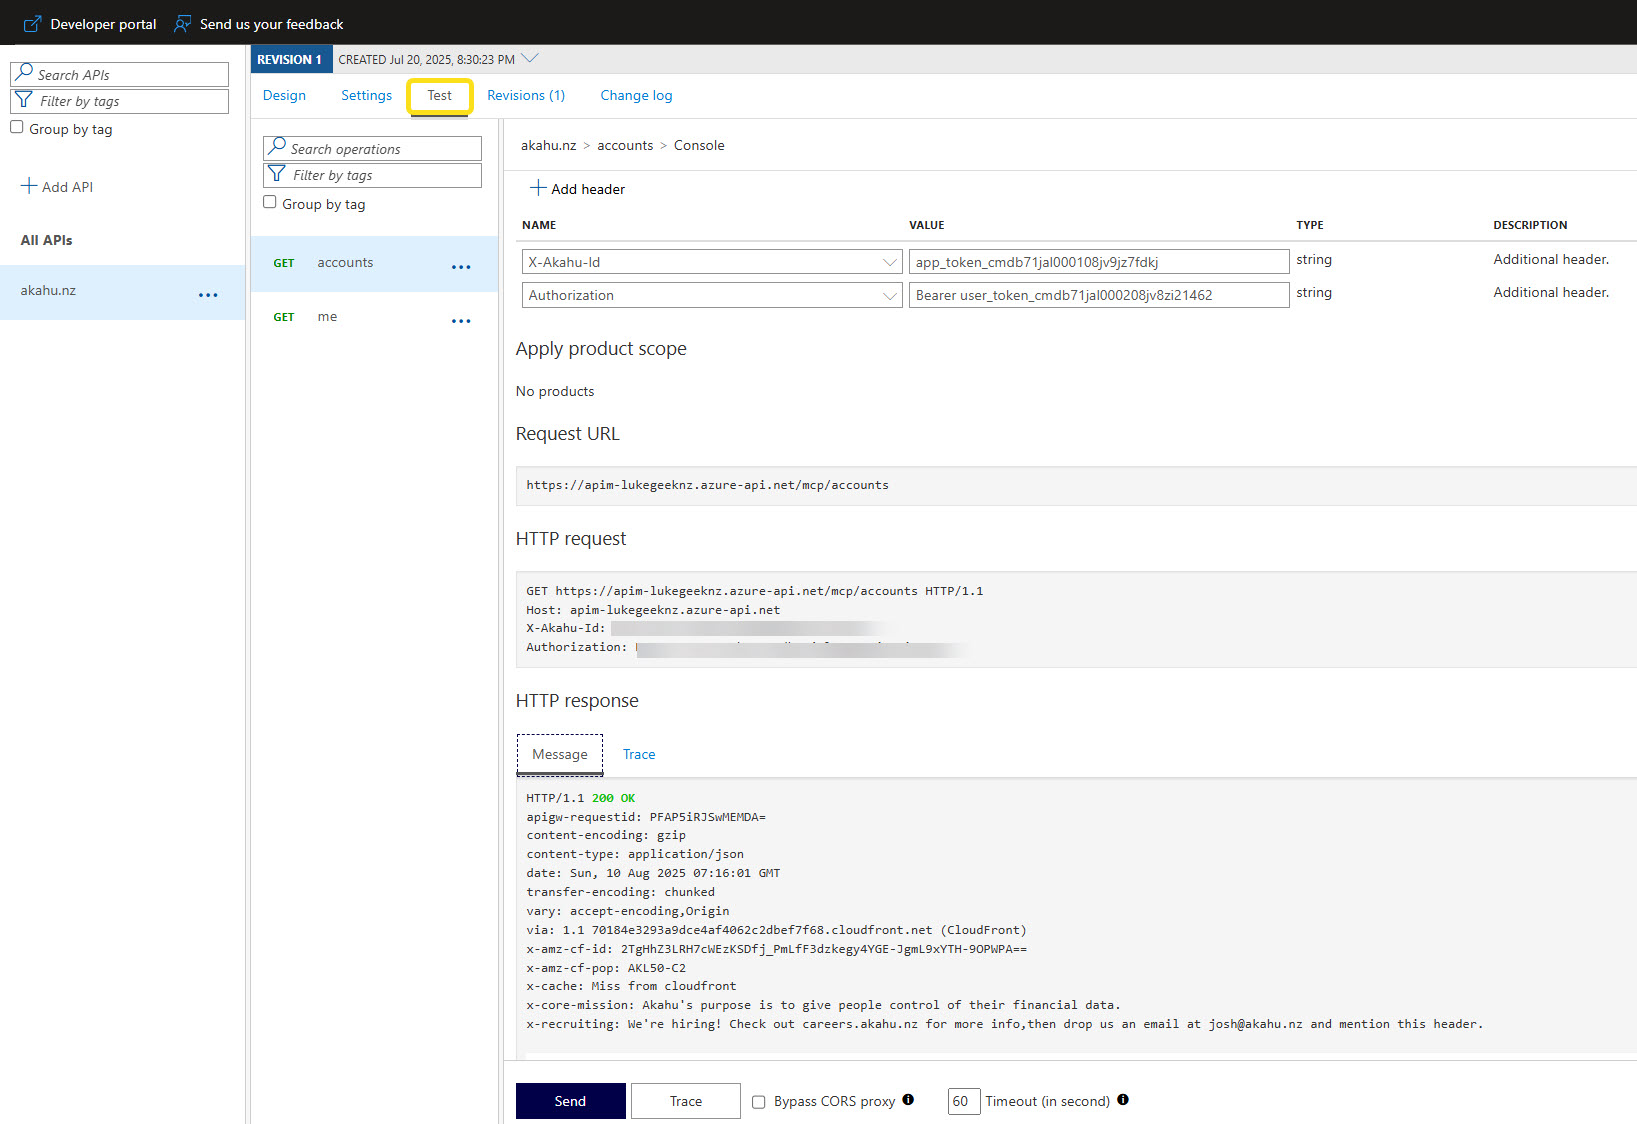 Developer portal
Send us your feedback
Search APIs
Filter by tags
Group by tag
Add API
All APIs
akahu.nz
REVISION 1
CREATED Jul 20, 2025, 8:30:23 PM
Design
Settings
Test
Revisions (1)
Change log
Search operations
Filter by tags
Group by tag
GET accounts
GET me
akahu.nz > accounts > Console
Add header
NAME VALUE TYPE DESCRIPTION
X-Akahu-Id app_token_cmdb71jal000108jv9jz7fdkj string Additional header.
Authorization Bearer user_token_cmdb71jal000208jv8zi21462 string Additional header.
Apply product scope
No products
Request URL
https://apim-lukegeeknz.azure-api.net/mcp/accounts
HTTP request
GET https://apim-lukegeeknz.azure-api.net/mcp/accounts HTTP/1.1
Host: apim-lukegeeknz.azure-api.net
X-Akahu-Id:
Authorization:
HTTP response
Message
Trace
HTTP/1.1 200 OK
apigw-requestid: PFAP5iRJSwMEMDA=
content-encoding: gzip
content-type: application/json
date: Sun, 10 Aug 2025 07:16:01 GMT
transfer-encoding: chunked
vary: accept-encoding,Origin
via: 1.1 70184e3293a9dce4af4062c2dbef7f68.cloudfront.net (CloudFront)
x-amz-cf-id: 2TgHhZ3LRH7cWEzKSDfj_PmLfF3dzkegy4YGE-JgmL9xYTH-9OPWPA==
x-amz-cf-pop: AKL50-C2
x-cache: Miss from cloudfront
x-core-mission: Akahu's purpose is to give people control of their financial data.
x-recruiting: We're hiring! Check out careers.akahu.nz for more info,then drop us an email at josh@akahu.nz and mention this header.
Send
Trace
Bypass CORS proxy
60
Timeout (in second)